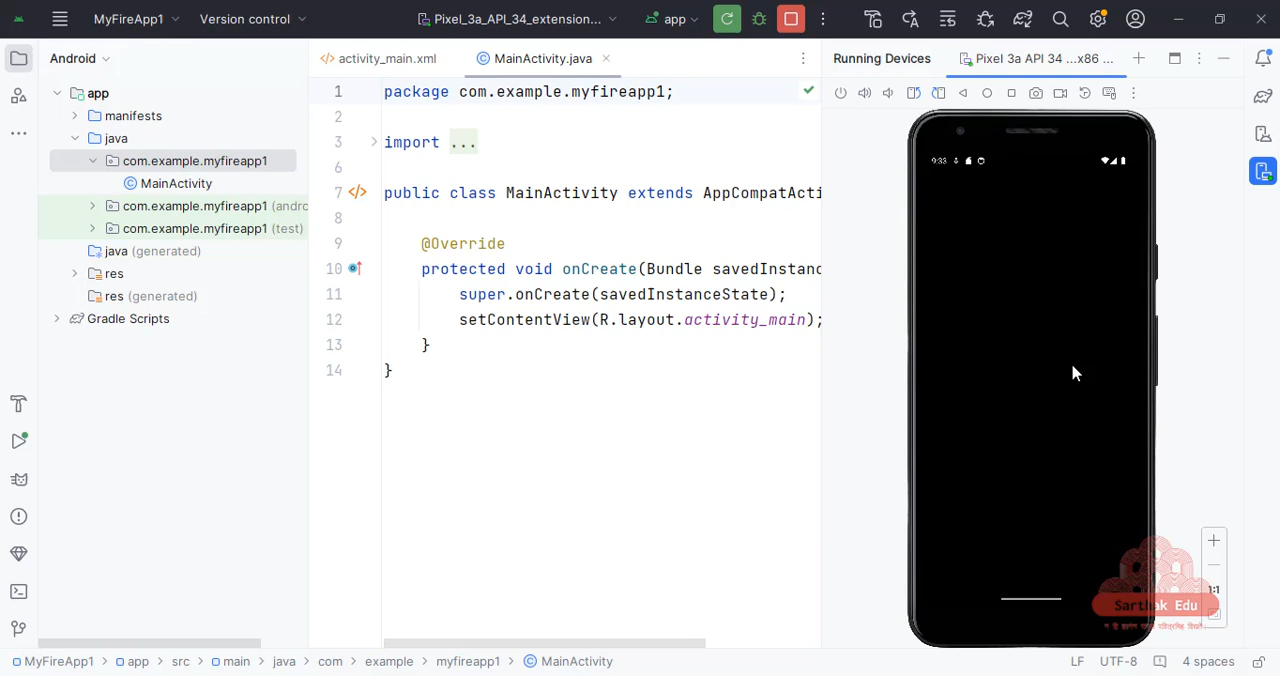 MyFireApp1 Version control Pixel_3a_API_34_extension... app
Android activity_main.xml MainActivity.java Running Devices Pixel 3a API 34 ...x86 ...
app
manifests
java
com.example.myfireapp1
MainActivity
com.example.myfireapp1 (andro
com.example.myfireapp1 (test)
java (generated)
res
res (generated)
Gradle Scripts
1 package com.example.myfireapp1;
2
3 import ...
6
7 public class MainActivity extends AppCompatActi
8
9 @Override
10 protected void onCreate(Bundle savedInstanc
11 super.onCreate(savedInstanceState);
12 setContentView(R.layout.activity_main);
13 }
14 }
9:33
1:1
Sarthak Edu
MyFireApp1 app src main java com example myfireapp1 MainActivity LF UTF-8 4 spaces